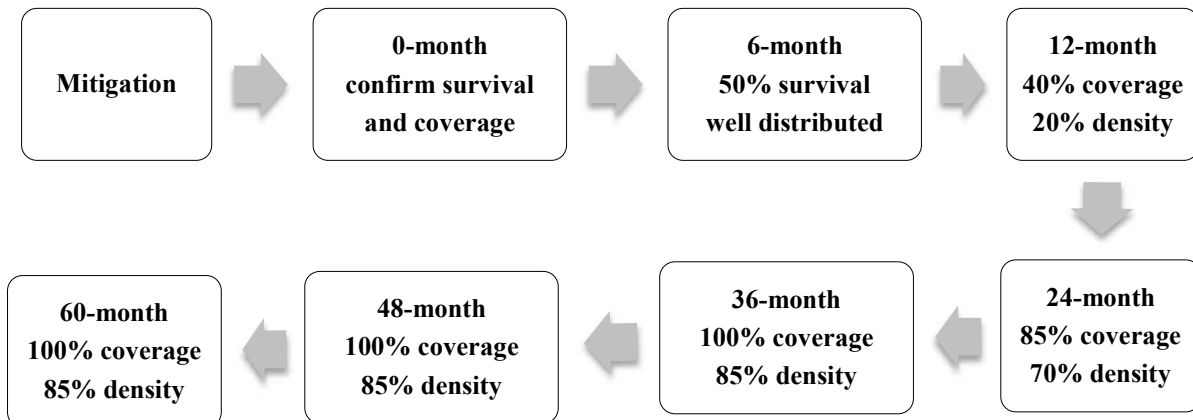 Mitigation
0-month
confirm survival
and coverage
6-month
50% survival
well distributed
12-month
40% coverage
20% density
24-month
85% coverage
70% density
36-month
100% coverage
85% density
48-month
100% coverage
85% density
60-month
100% coverage
85% density